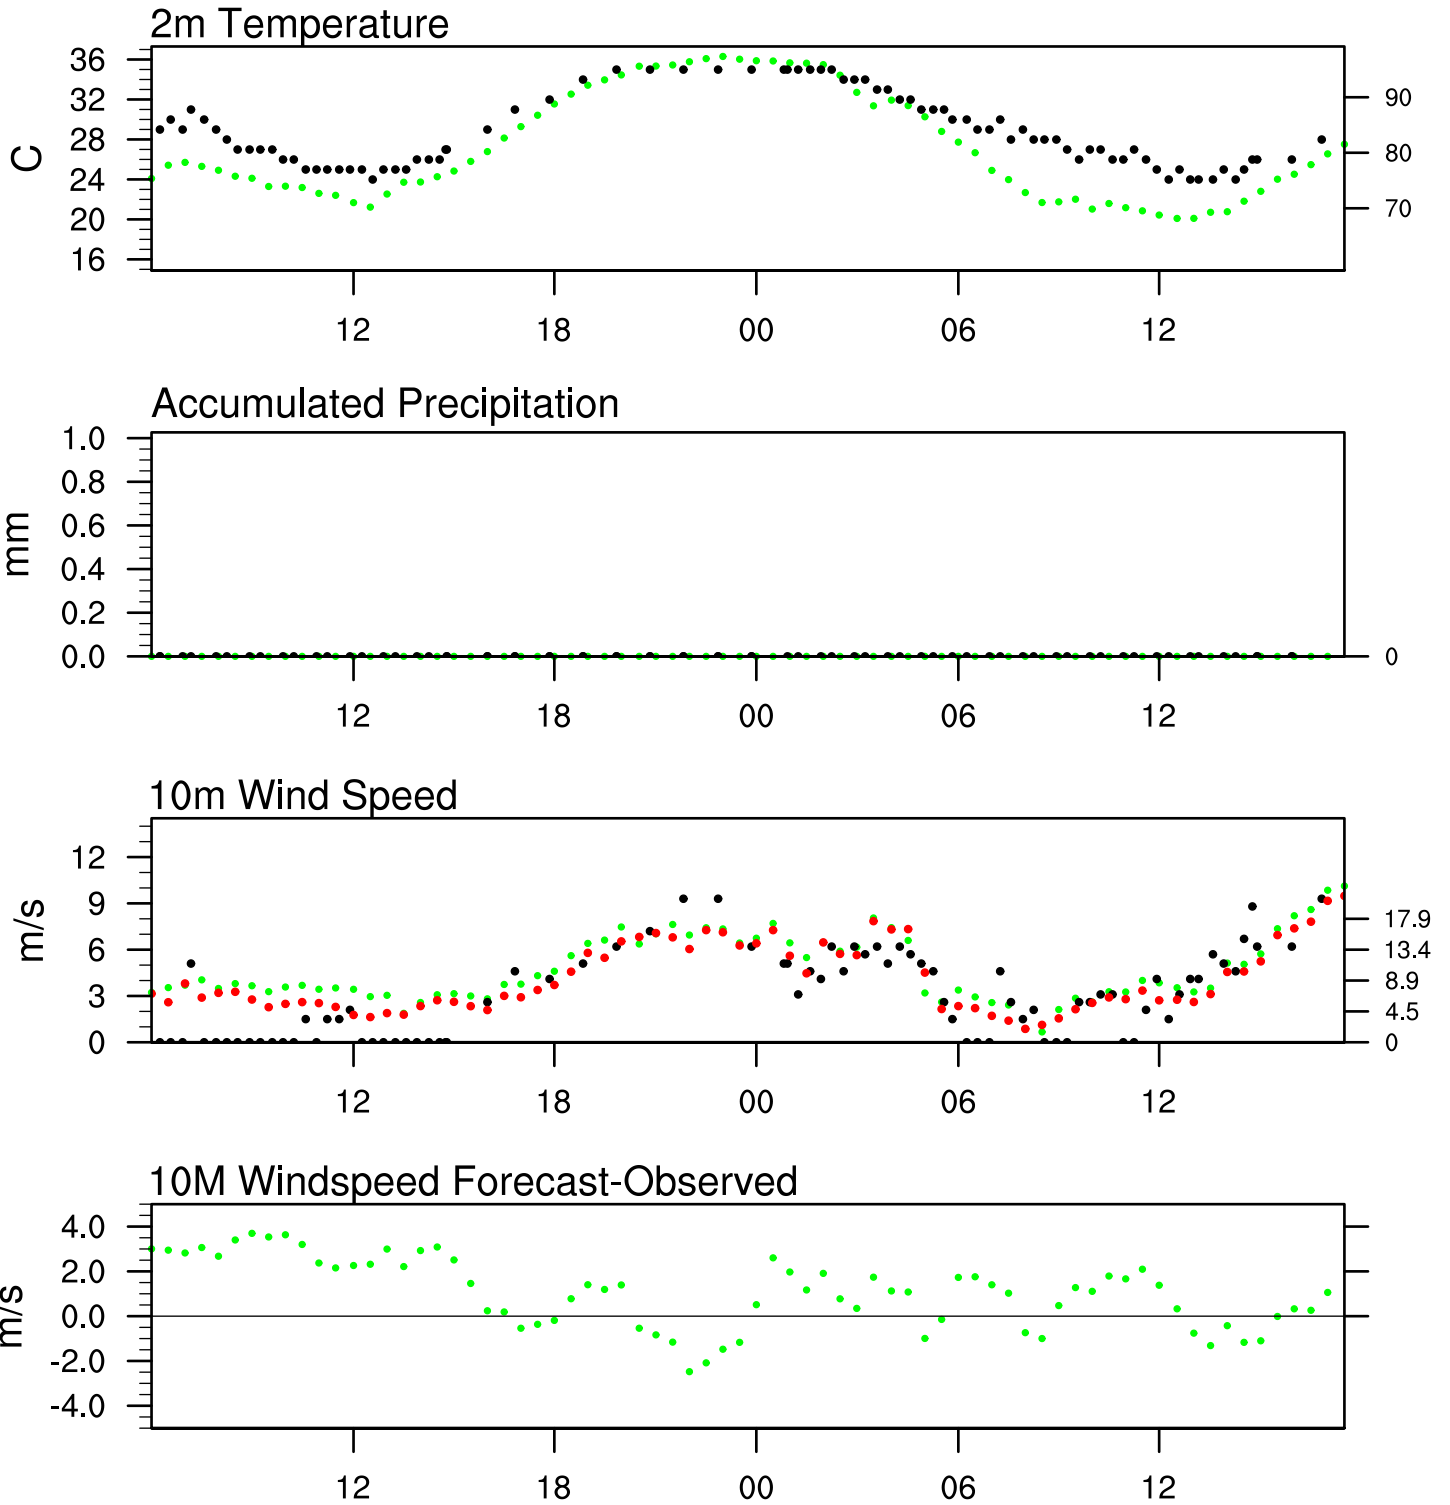 2m Temperature
C
36
32
28
24
20
16
90
80
70
12 18 00 06 12
Accumulated Precipitation
mm
1.0
0.8
0.6
0.4
0.2
0.0
0
12 18 00 06 12
10m Wind Speed
m/s
12
9
6
3
0
17.9
13.4
8.9
4.5
0
12 18 00 06 12
10M Windspeed Forecast-Observed
m/s
4.0
2.0
0.0
-2.0
-4.0
12 18 00 06 12